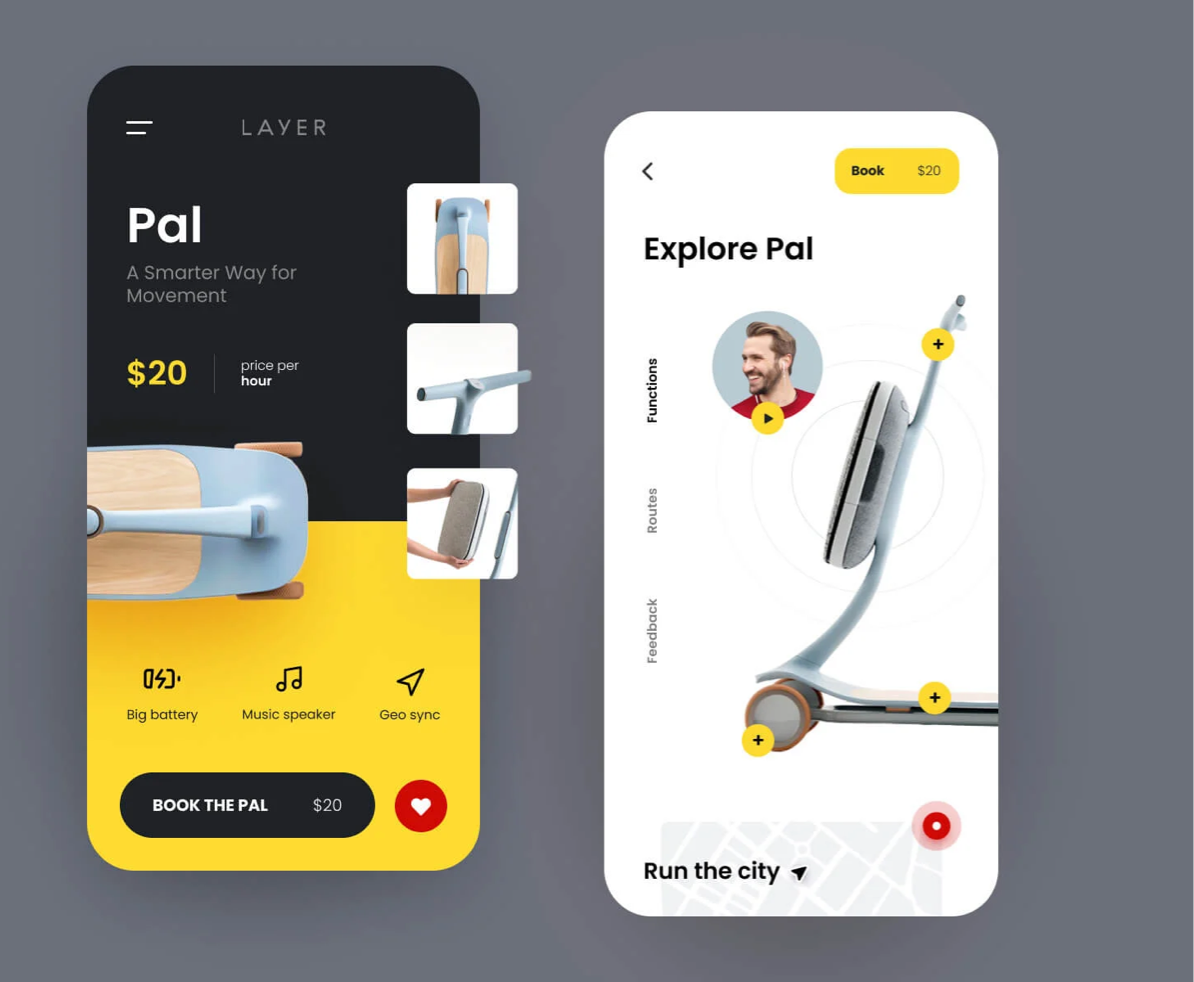 LAYER
Pal
A Smarter Way for
Movement
$20
price per
hour
Big battery
Music speaker
Geo sync
BOOK THE PAL $20
Book $20
Explore Pal
Functions
Routes
Feedback
Run the city